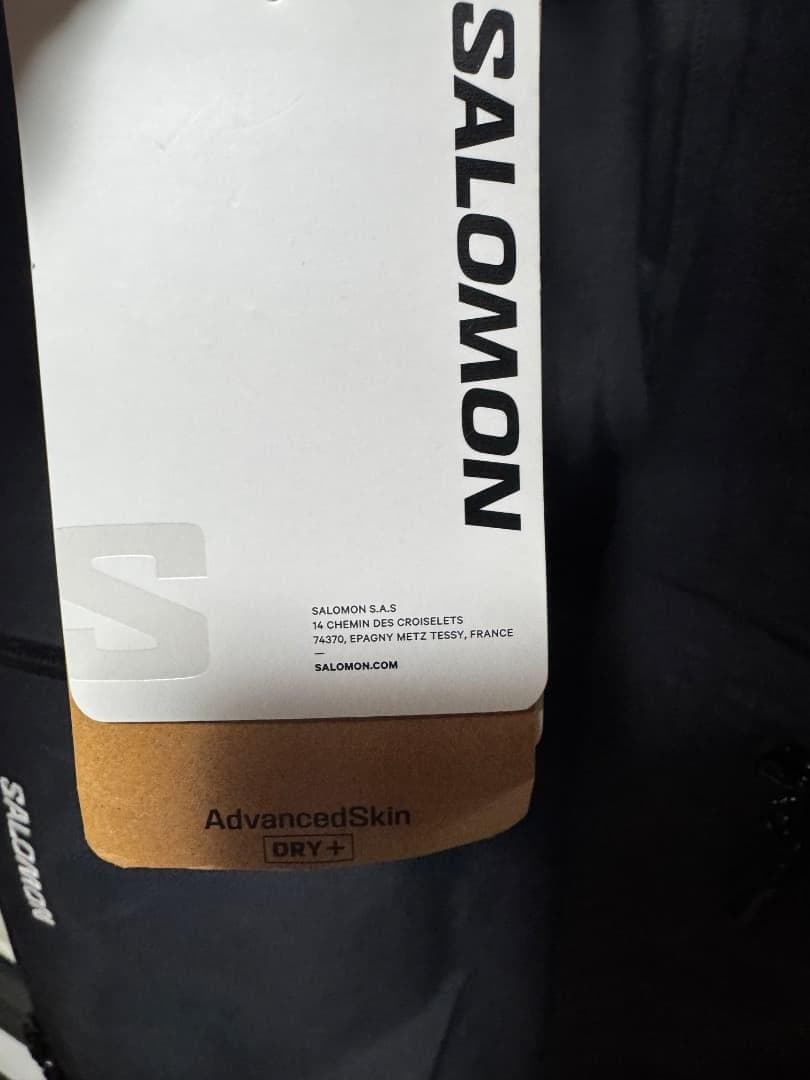 SALOMON
SALOMON S.A.S
14 CHEMIN DES CROISELETS
74370, EPAGNY METZ TESSY, FRANCE
—
SALOMON.COM
AdvancedSkin
DRY+
SALOMON